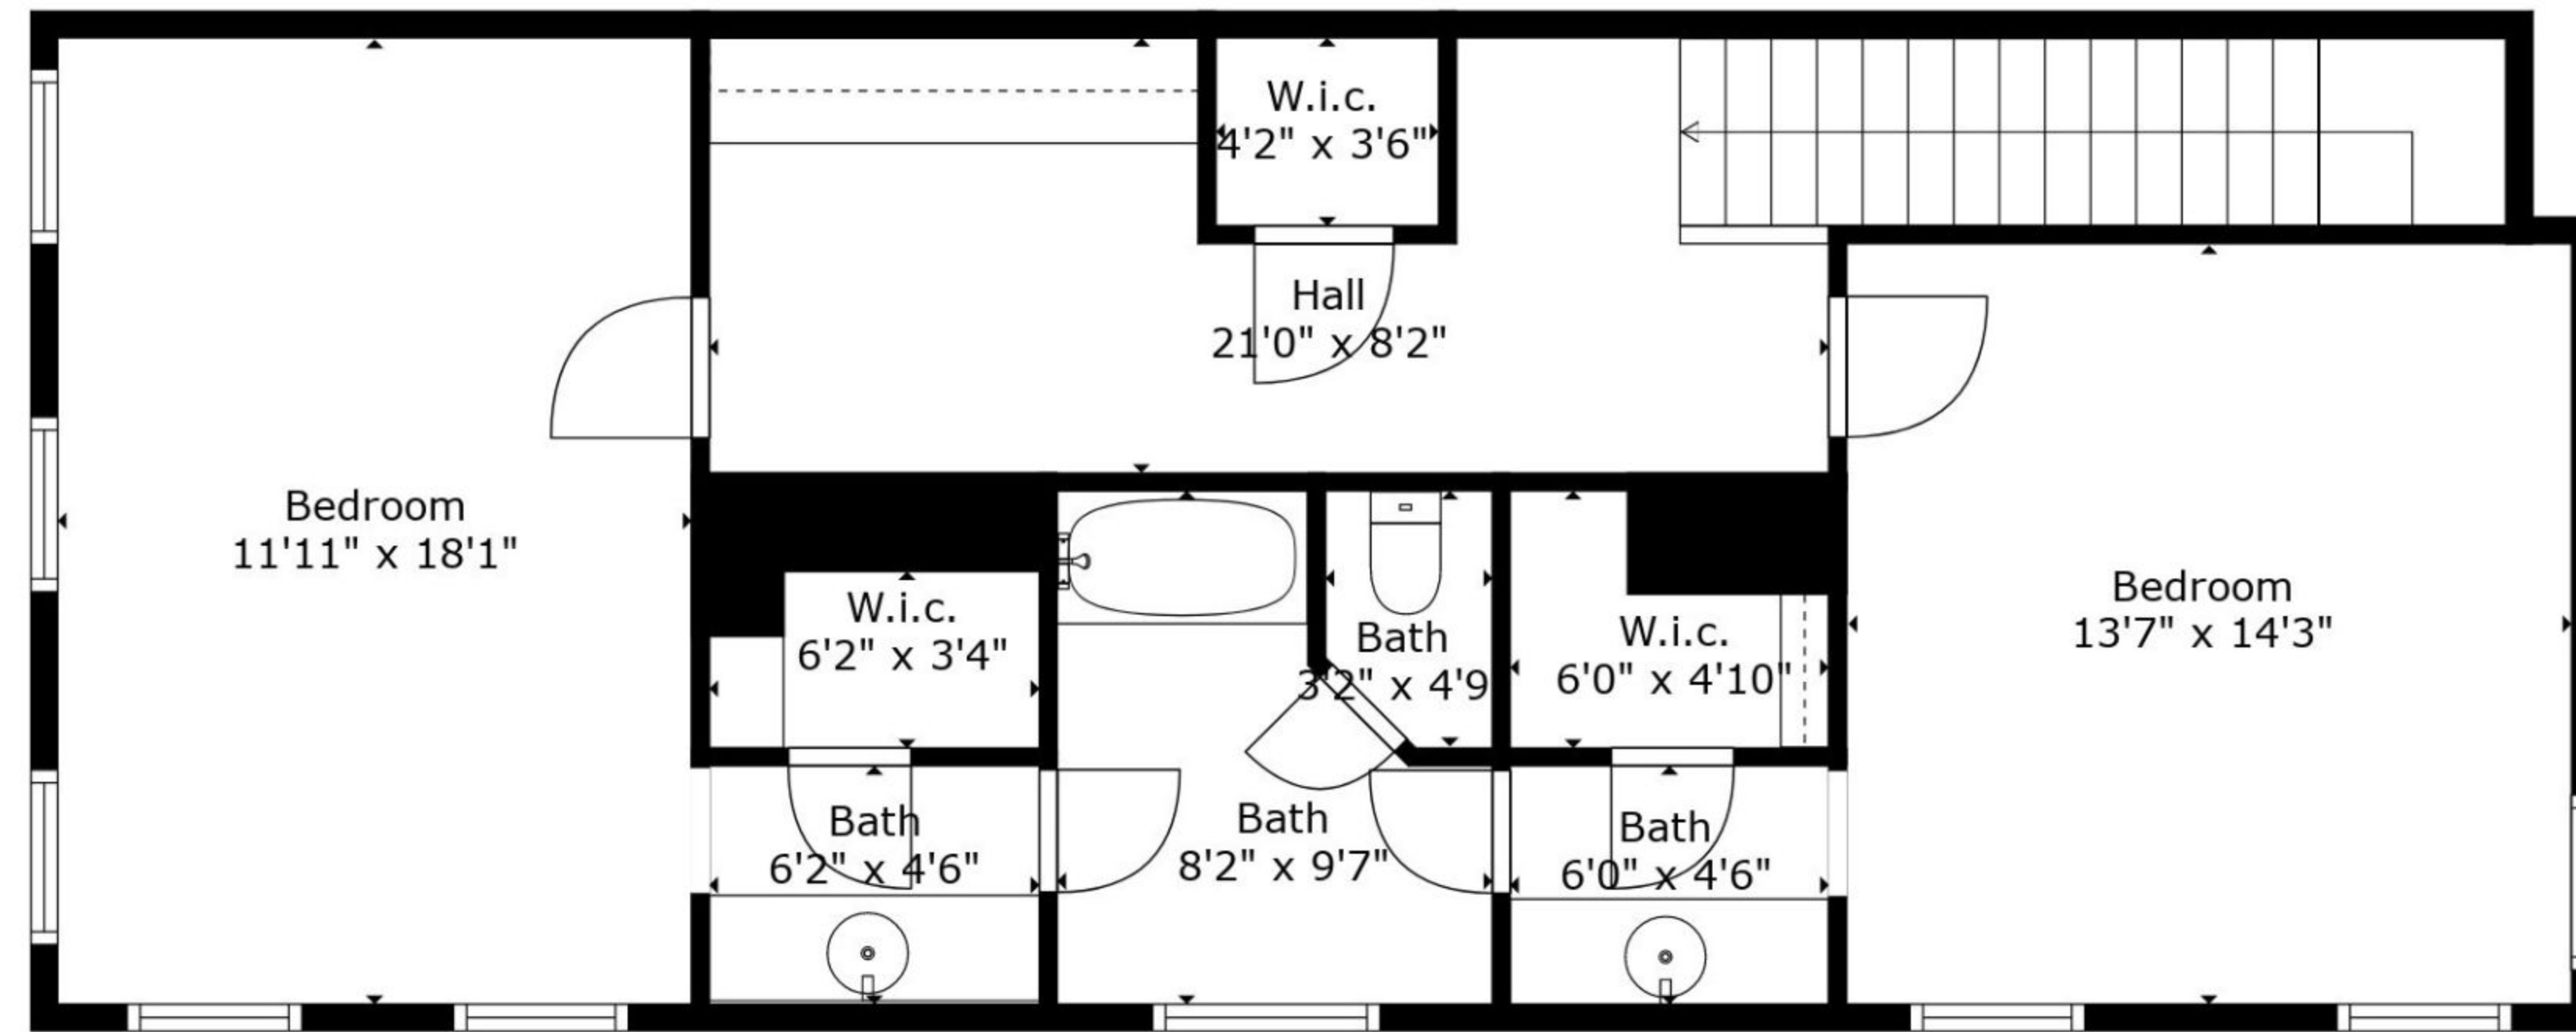 W.i.c.
4'2" x 3'6"
Hall
21'0" x 8'2"
Bedroom
11'11" x 18'1"
Bedroom
13'7" x 14'3"
W.i.c.
6'2" x 3'4"
Bath
3'2" x 4'9
W.i.c.
6'0" x 4'10"
Bath
6'2" x 4'6"
Bath
8'2" x 9'7"
Bath
6'0" x 4'6"